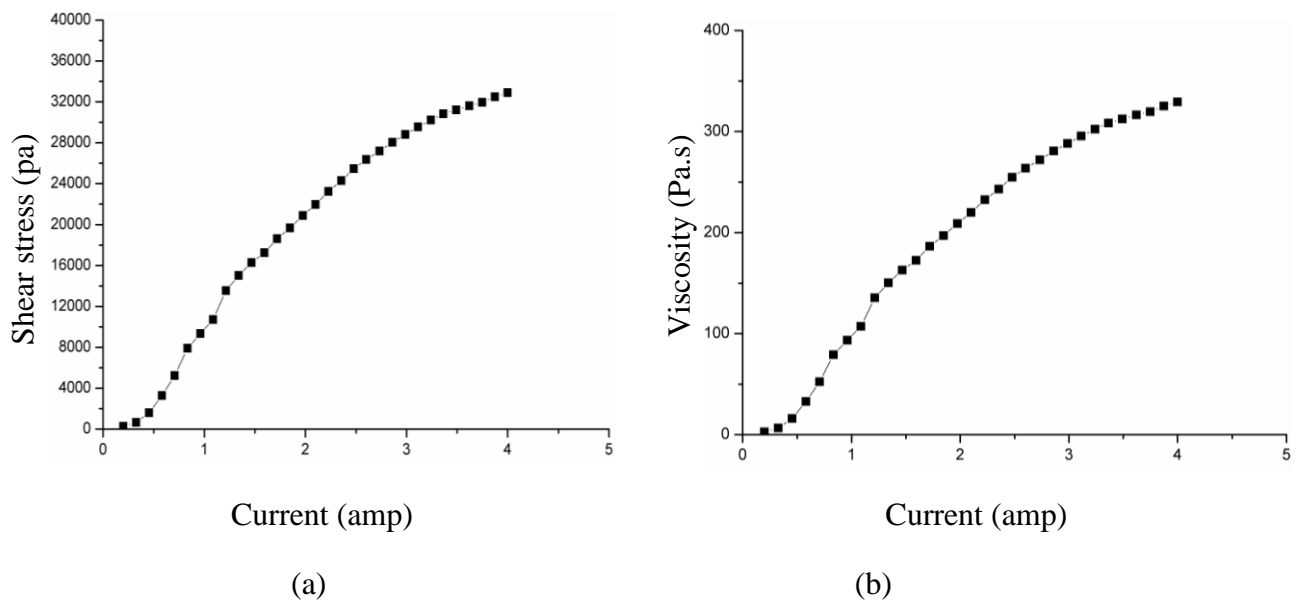 40000
36000
32000
28000
24000
20000
16000
12000
8000
4000
0
Shear stress (pa)
0 1 2 3 4 5
Current (amp)
(a)
400
300
200
100
0
Viscosity (Pa.s)
0 1 2 3 4 5
Current (amp)
(b)